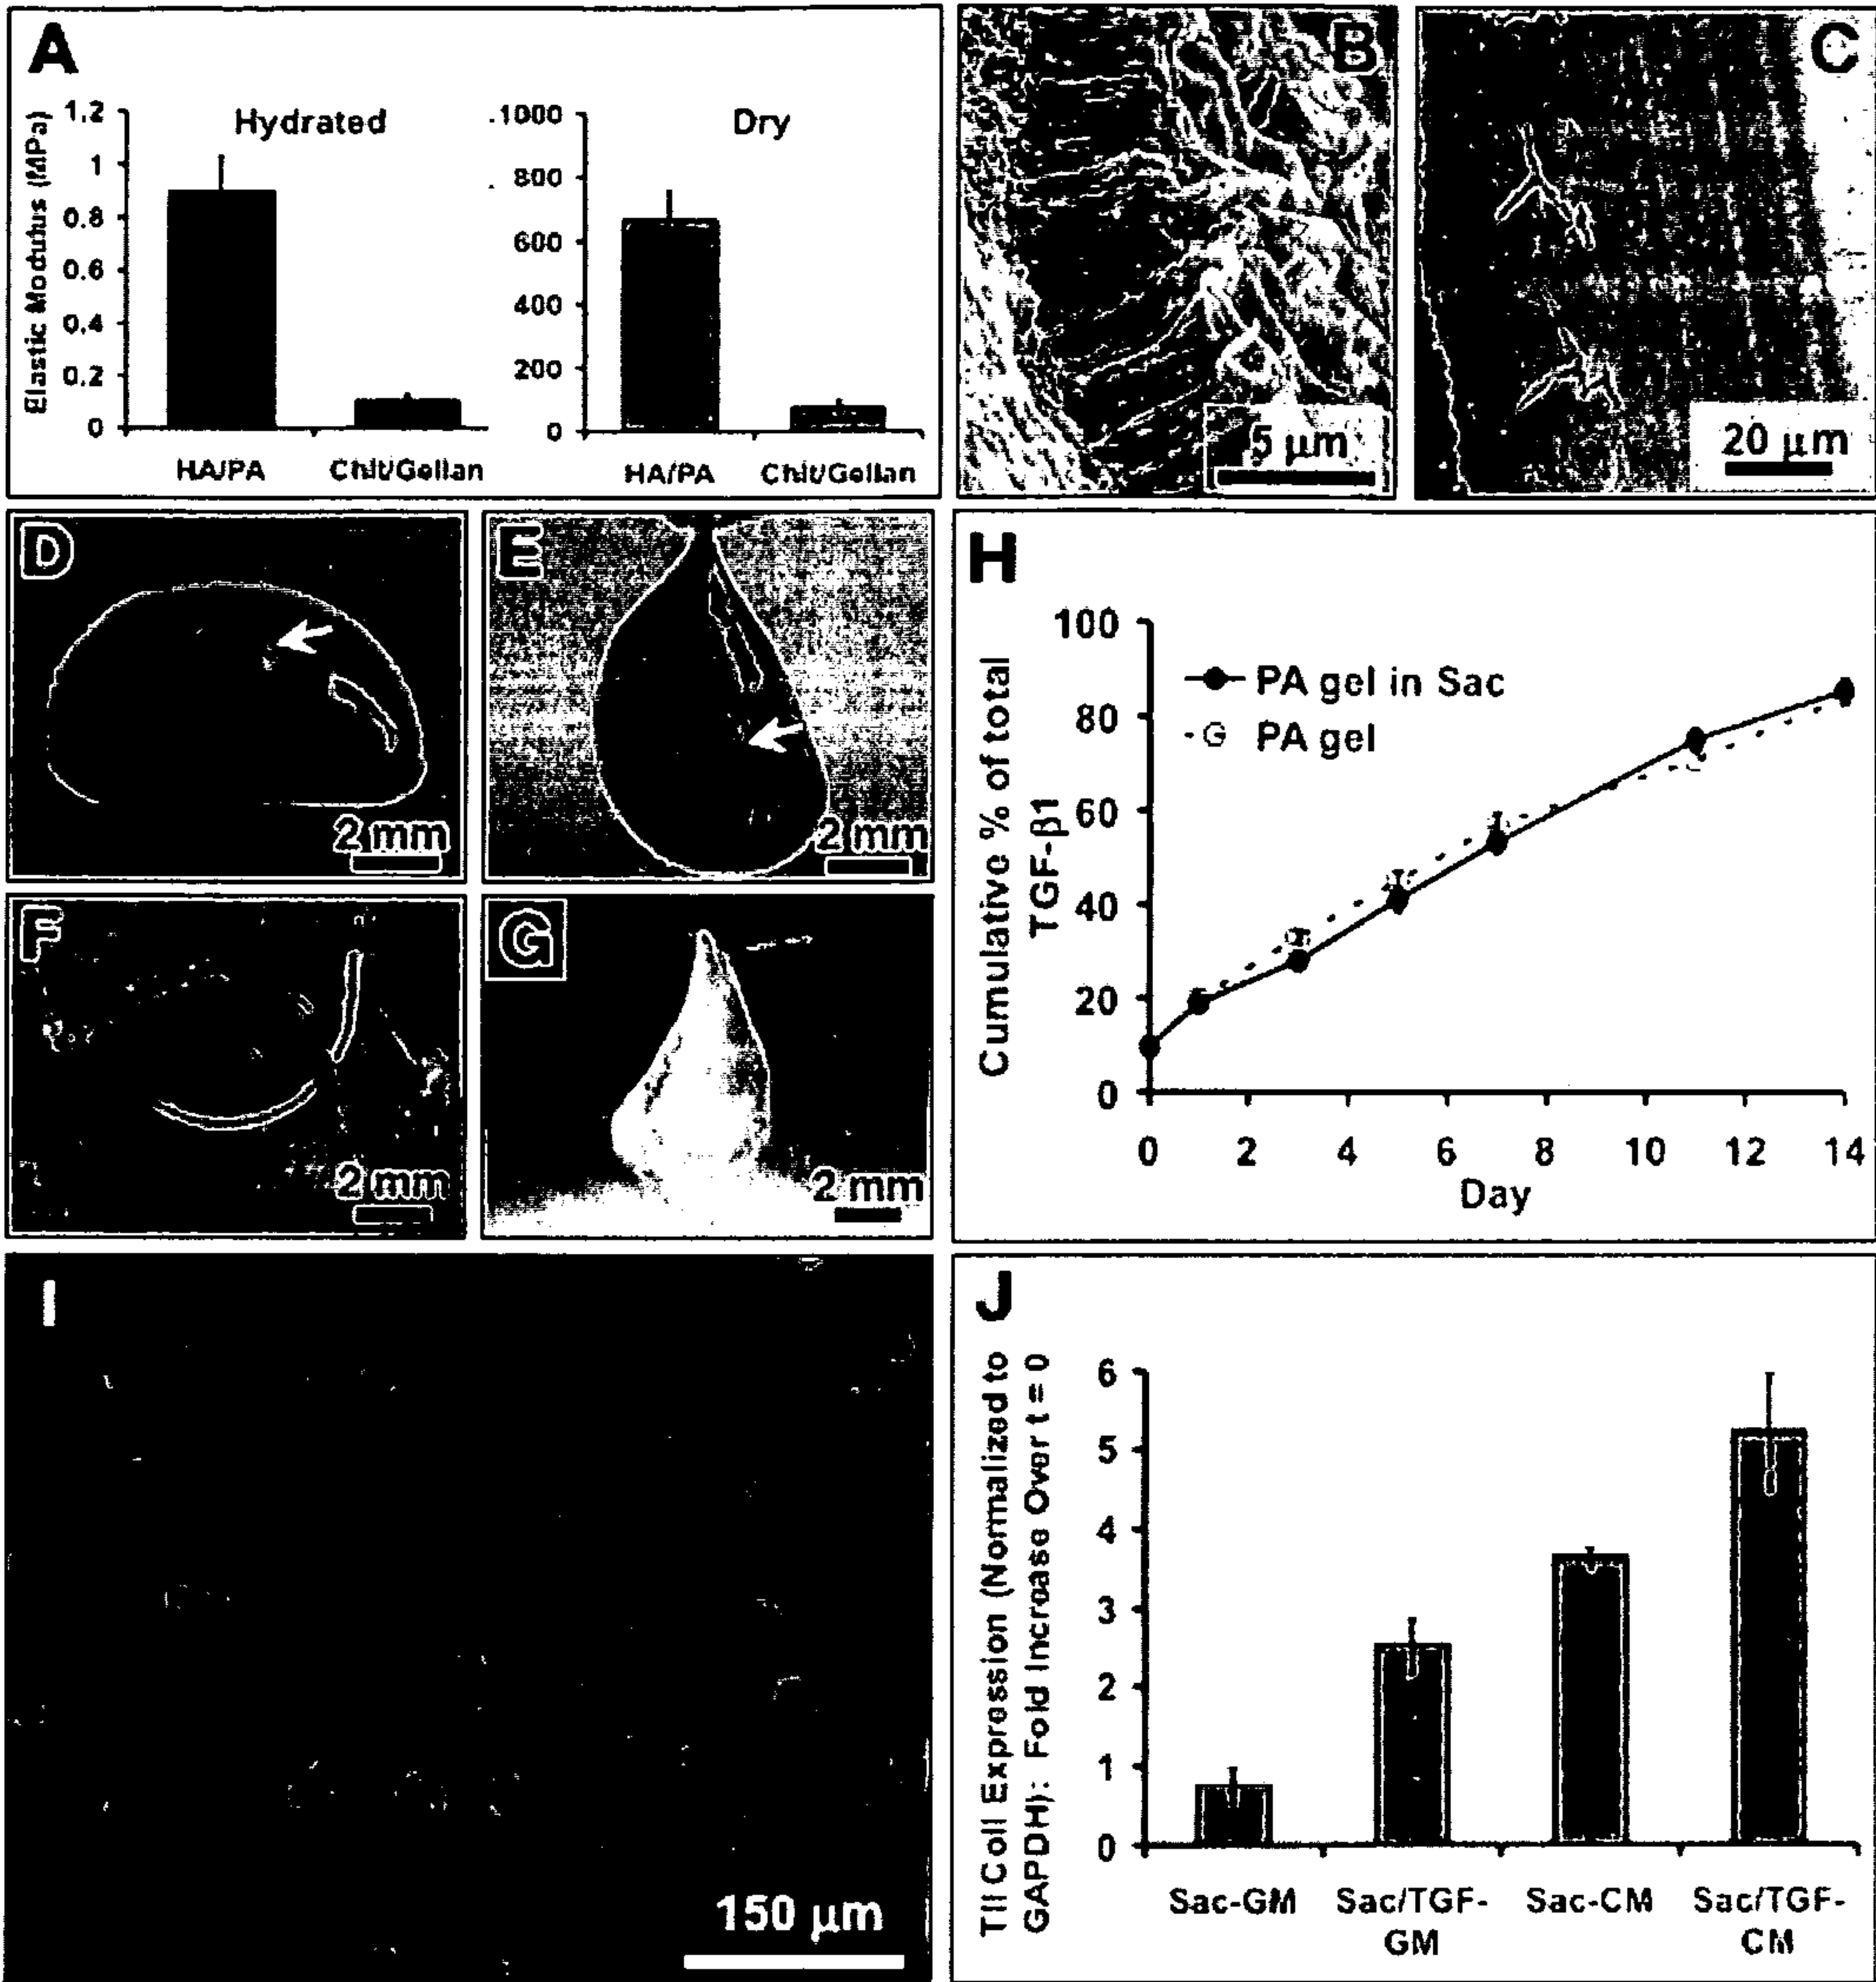 A
Elastic Modulus (MPa)
1.2
1
0.8
0.6
0.4
0.2
0
Hydrated
HA/PA
Chit/Gellan
1000
800
600
400
200
0
Dry
HA/PA
Chit/Gellan
B
5 µm
C
20 µm
D
2 mm
E
2 mm
F
2 mm
G
2 mm
H
Cumulative % of total
TGF-β1
100
80
60
40
20
0
PA gel in Sac
PA gel
0 2 4 6 8 10 12 14
Day
I
150 µm
J
TII Coll Expression (Normalized to
GAPDH): Fold Increase Over t = 0
6
5
4
3
2
1
0
Sac-GM Sac/TGF- Sac-CM Sac/TGF-
GM CM